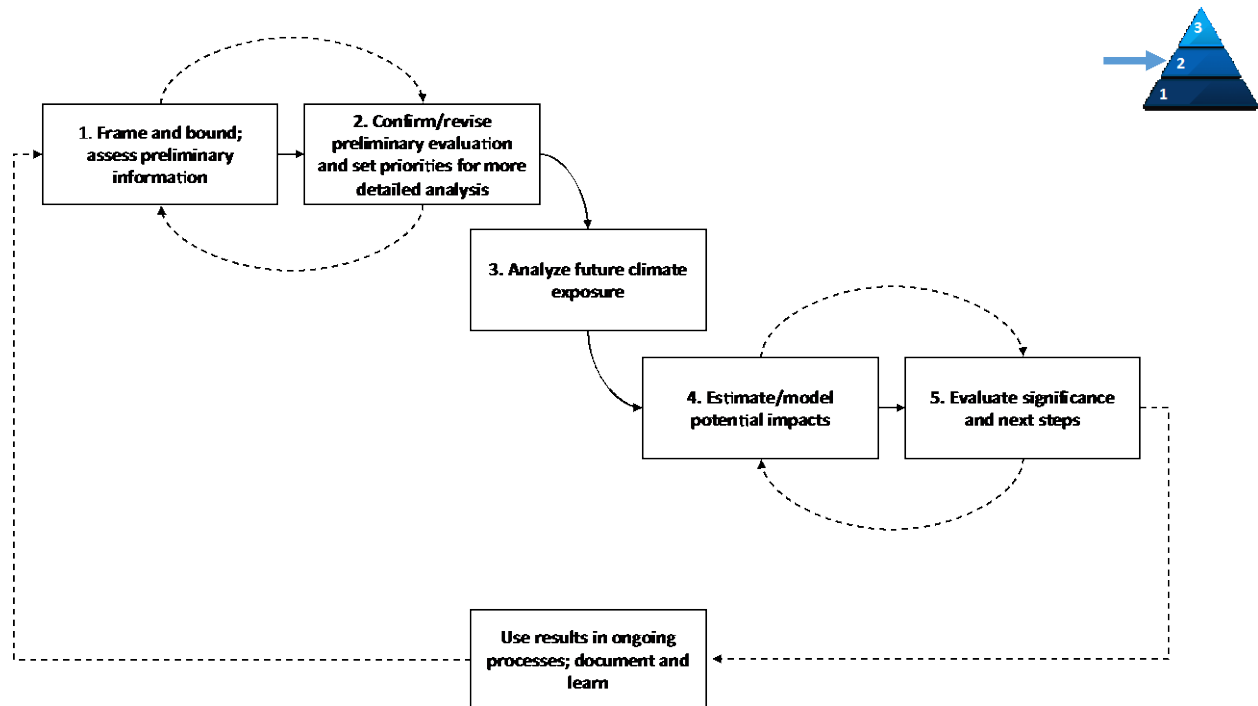 3
2
1
1. Frame and bound;
assess preliminary
information
2. Confirm/revise
preliminary evaluation
and set priorities for more
detailed analysis
3. Analyze future climate
exposure
4. Estimate/model
potential impacts
5. Evaluate significance
and next steps
Use results in ongoing
processes; document and
learn